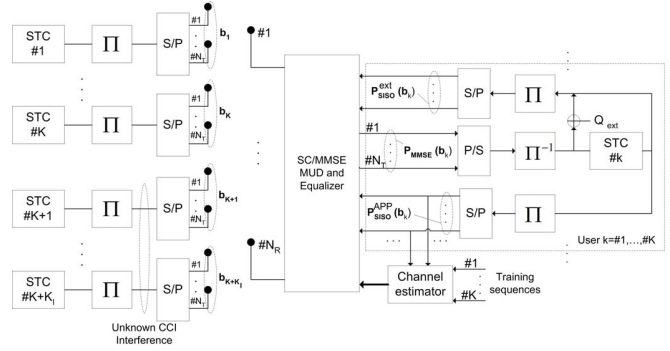 STC
#1
Π
S/P
#1
#N_T
b_1
STC
#K
Π
S/P
#1
#N_T
b_K
STC
#K+1
Π
S/P
#1
#N_T
b_K+1
STC
#K+K_I
Π
S/P
#1
#N_T
b_K+K_I
Unknown CCI
Interference
#1
#N_R
SC/MMSE
MUD and
Equalizer
P_SISO^ext (b_k)
S/P
Π
#1
#N_T
P_MMSE (b_k)
P/S
Π^-1
Q_ext
STC
#k
P_SISO^APP (b_k)
S/P
Π
User k=#1,...,#K
Channel
estimator
#1
#K
Training
sequences